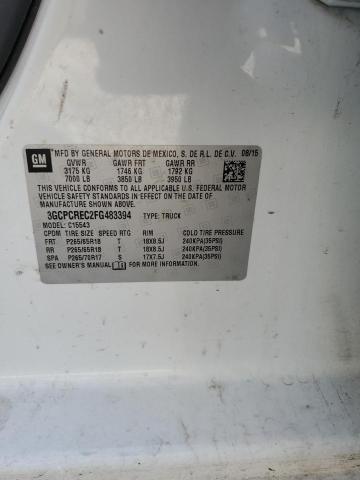 GM
MFD BY GENERAL MOTORS DE MEXICO, S. DE R.L. DE C.V. 08/15
GVWR GAWR FRT GAWR RR
3175 KG 1746 KG 1792 KG
7000 LB 3850 LB 3950 LB
THIS VEHICLE CONFORMS TO ALL APPLICABLE U.S. FEDERAL MOTOR
VEHICLE SAFETY AND THEFT PREVENTION STANDARDS IN EFFECT
ON THE DATE OF MANUFACTURE SHOWN ABOVE.
3GCPCREC2FG483394 TYPE: TRUCK
MODEL: C15543
CPDM TIRE SIZE SPEED RTG RIM COLD TIRE PRESSURE
FRT P265/65R18 T 18X8.5J 240KPA(35PSI)
RR P265/65R18 T 18X8.5J 240KPA(35PSI)
SPA P265/70R17 S 17X7.5J 240KPA(35PSI)
SEE OWNER'S MANUAL FOR MORE INFORMATION.